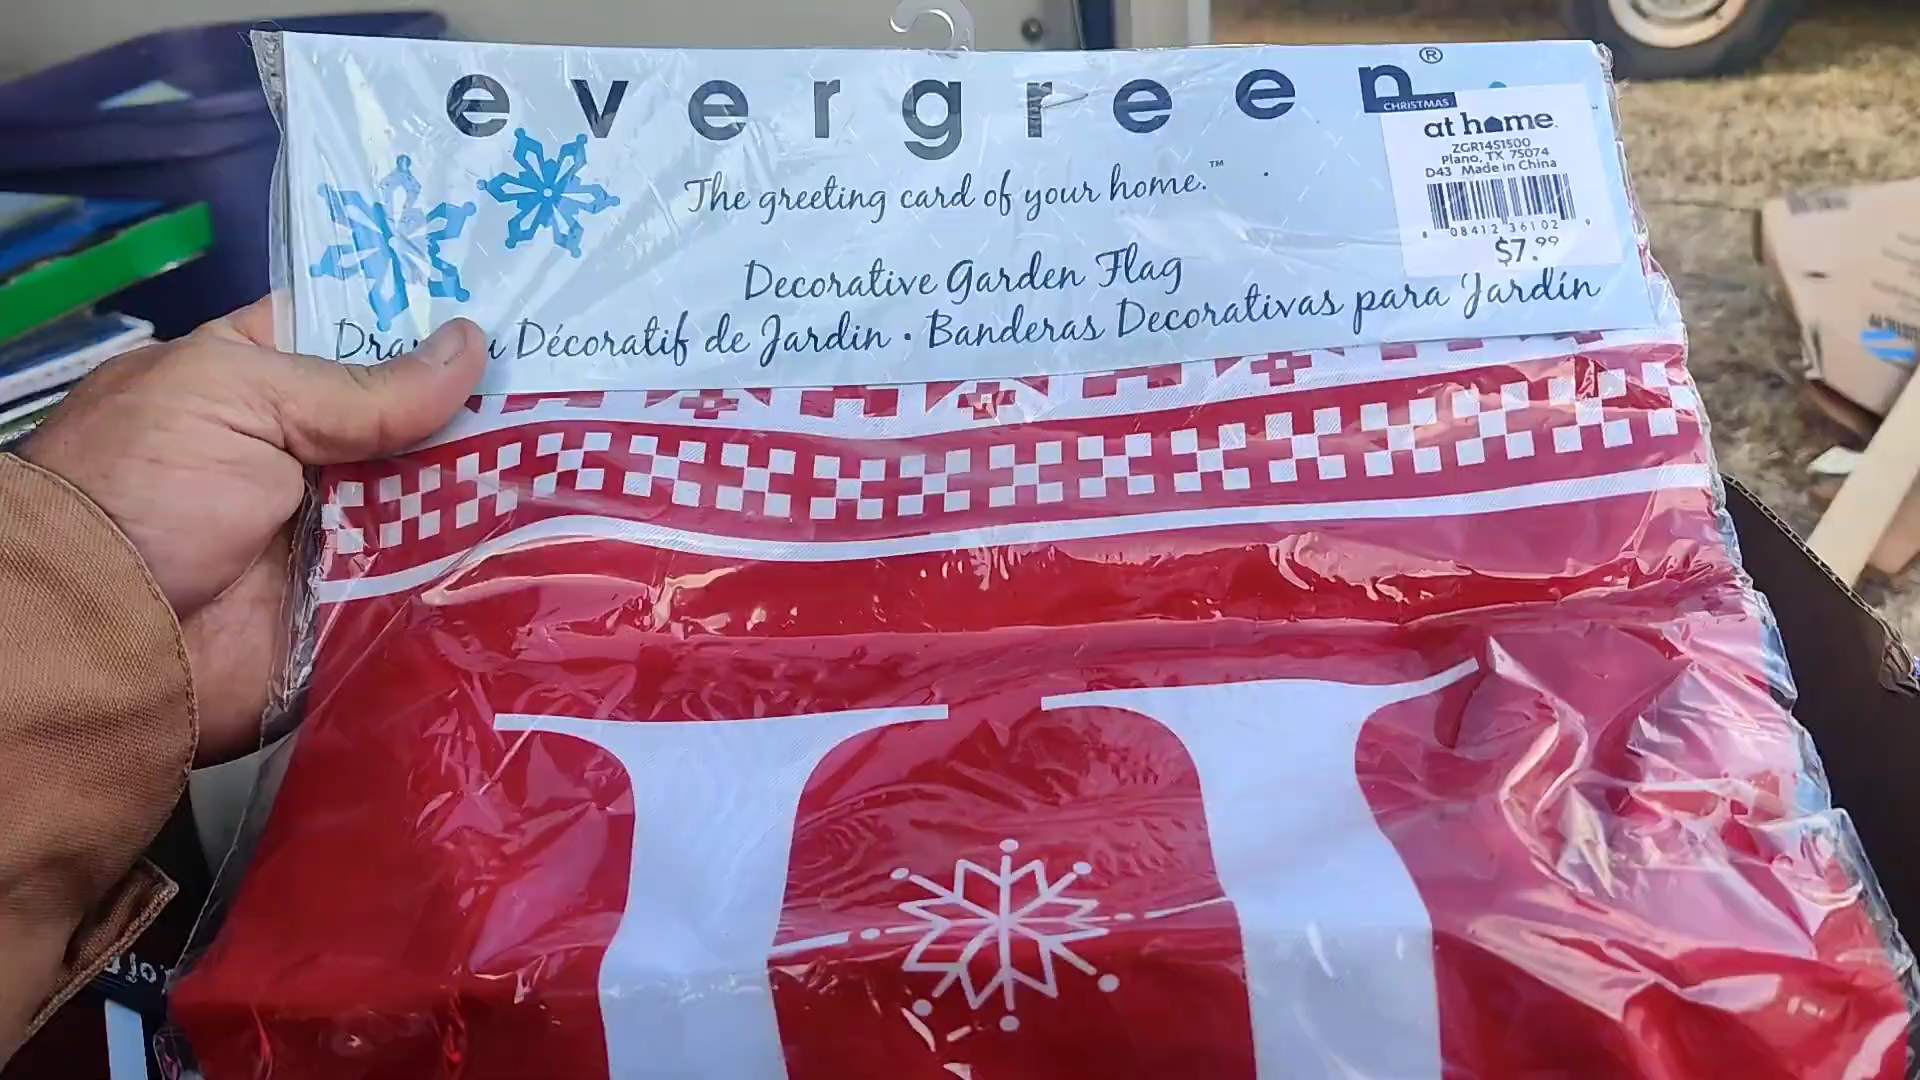 evergreen®
The greeting card of your home.™
Decorative Garden Flag
Décoratif de Jardin · Banderas Decorativas para Jardín
CHRISTMAS
at home
ZGR14S1500
Plano, TX 75074
D43 Made in China
8 08412 36102 9
$7.99
H